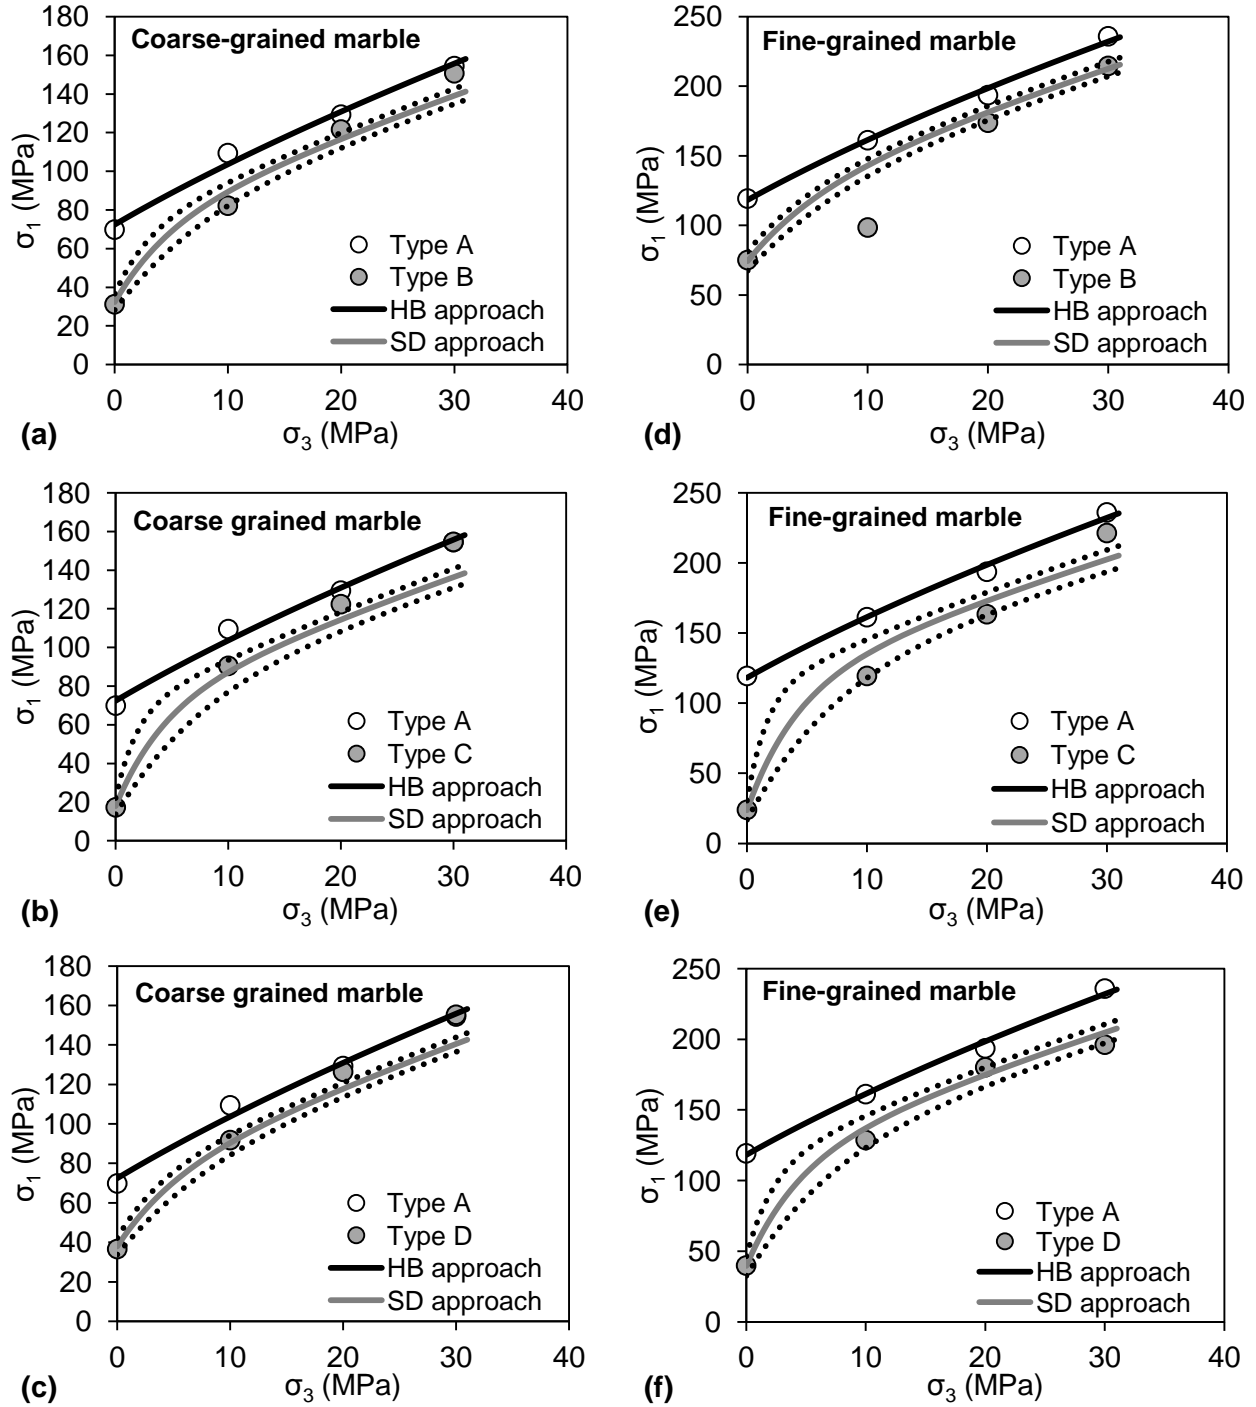 Coarse-grained marble
σ1 (MPa)
180
160
140
120
100
80
60
40
20
0
Type A
Type B
HB approach
SD approach
0 10 20 30 40
σ3 (MPa)
(a)
Fine-grained marble
σ1 (MPa)
250
200
150
100
50
0
Type A
Type B
HB approach
SD approach
0 10 20 30 40
σ3 (MPa)
(d)
Coarse grained marble
σ1 (MPa)
180
160
140
120
100
80
60
40
20
0
Type A
Type C
HB approach
SD approach
0 10 20 30 40
σ3 (MPa)
(b)
Fine-grained marble
σ1 (MPa)
250
200
150
100
50
0
Type A
Type C
HB approach
SD approach
0 10 20 30 40
σ3 (MPa)
(e)
Coarse grained marble
σ1 (MPa)
180
160
140
120
100
80
60
40
20
0
Type A
Type D
HB approach
SD approach
0 10 20 30 40
σ3 (MPa)
(c)
Fine-grained marble
σ1 (MPa)
250
200
150
100
50
0
Type A
Type D
HB approach
SD approach
0 10 20 30 40
σ3 (MPa)
(f)